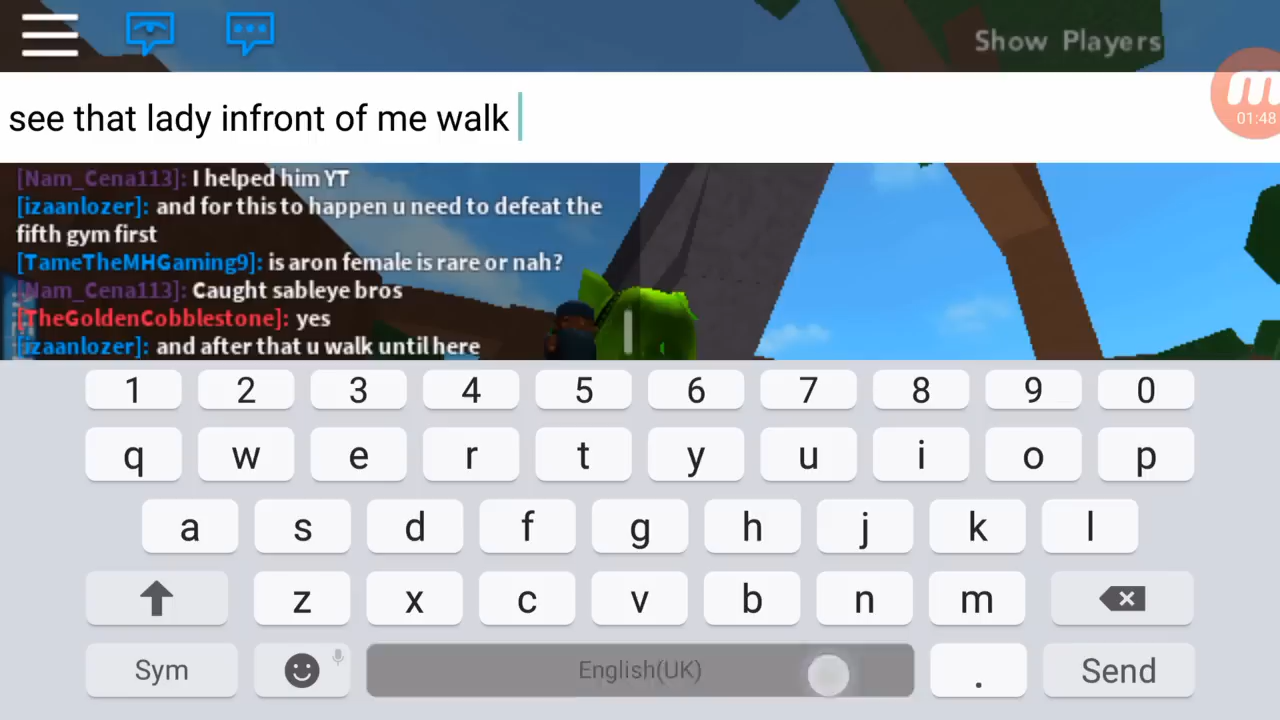 Show Players
see that lady infront of me walk
01:48
[Nam_Cena113]: I helped him YT
[izaanlozer]: and for this to happen u need to defeat the
fifth gym first
[TameTheMHGaming9]: is aron female is rare or nah?
[Nam_Cena113]: Caught sableye bros
[TheGoldenCobblestone]: yes
[izaanlozer]: and after that u walk until here
1 2 3 4 5 6 7 8 9 0
q w e r t y u i o p
a s d f g h j k l
z x c v b n m
Sym English(UK) . Send